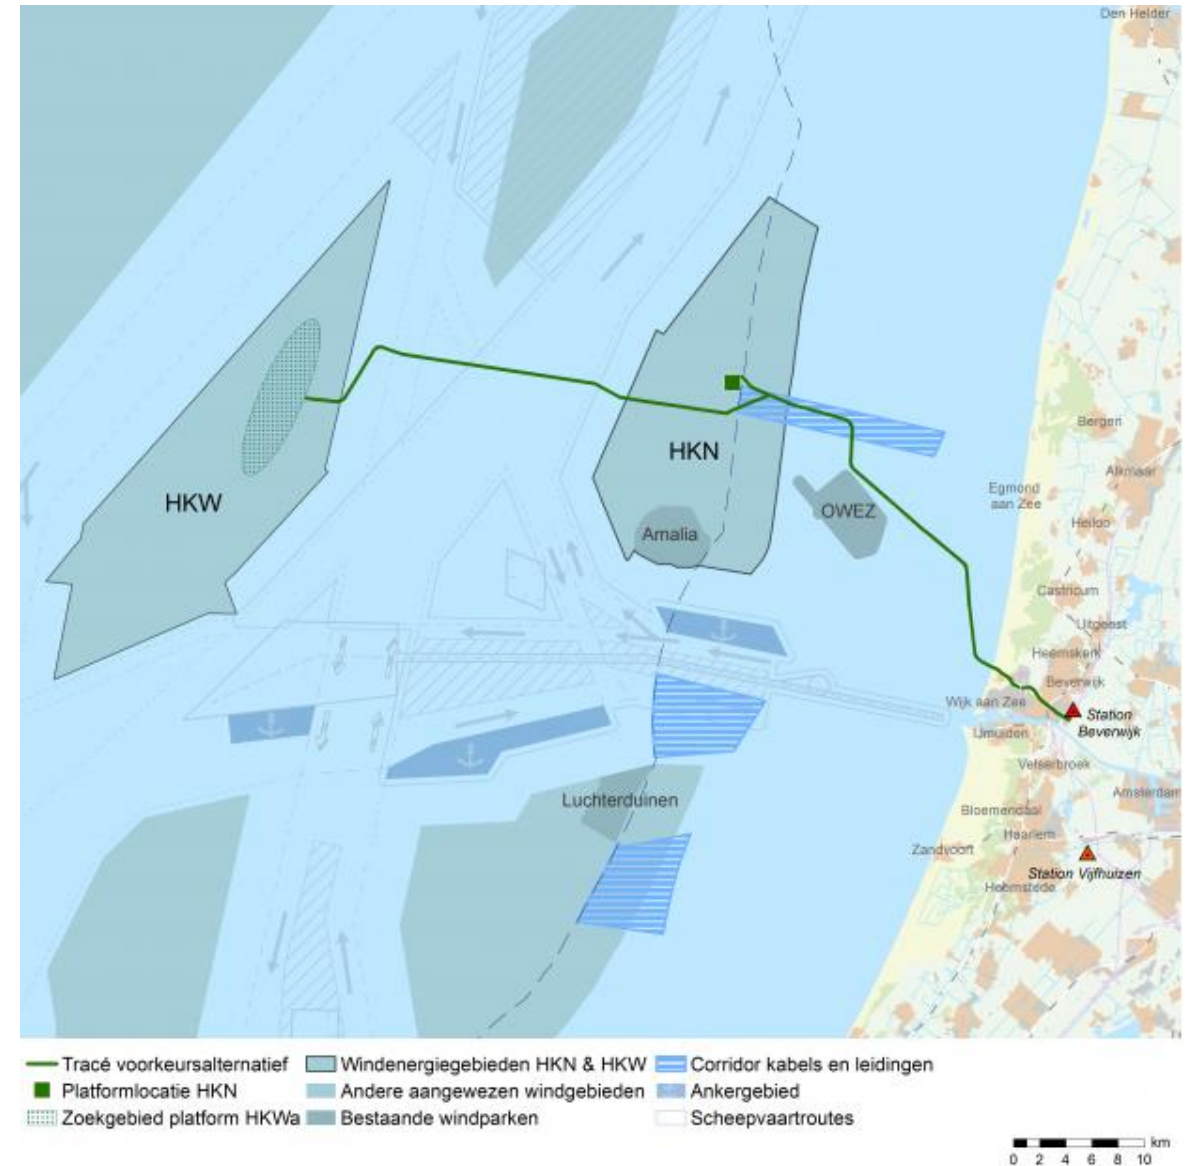 Den Helder
Bergen
Alkmaar
HKN
HKW
Egmond
aan Zee
OWEZ
Heiloo
Amalia
Castricum
Uitgeest
Heemskerk
Beverwijk
Wijk aan Zee
Station
Beverwijk
IJmuiden
Velserbroek
Amsterdam
Luchterduinen
Bloemendaal
Haarlem
Zandvoort
Station Vijfhuizen
Heemstede
Tracé voorkeursalternatief
Windenergiegebieden HKN & HKW
Corridor kabels en leidingen
Platformlocatie HKN
Andere aangewezen windgebieden
Ankergebied
Zoekgebied platform HKWa
Bestaande windparken
Scheepvaartroutes
km
0 2 4 6 8 10